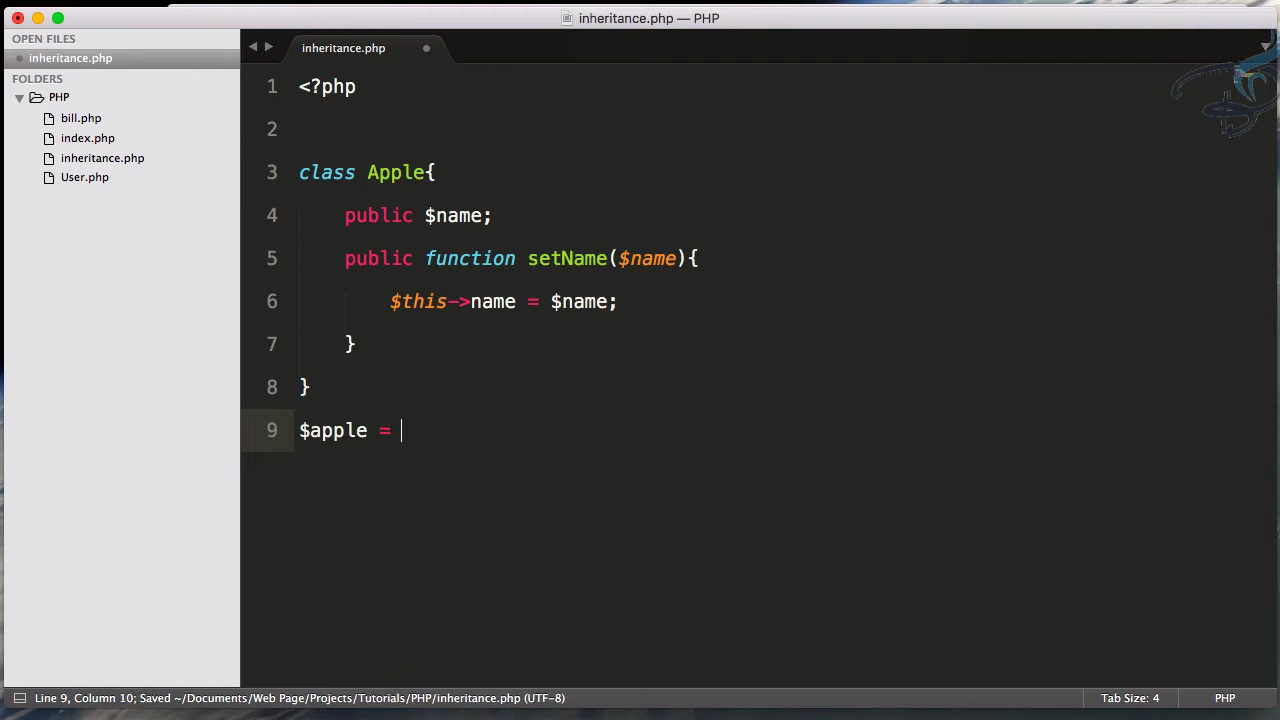 inheritance.php — PHP
OPEN FILES
inheritance.php
FOLDERS
PHP
bill.php
index.php
inheritance.php
User.php
inheritance.php
1 <?php
2
3 class Apple{
4 public $name;
5 public function setName($name){
6 $this->name = $name;
7 }
8 }
9 $apple =
Line 9, Column 10; Saved ~/Documents/Web Page/Projects/Tutorials/PHP/inheritance.php (UTF-8)
Tab Size: 4
PHP